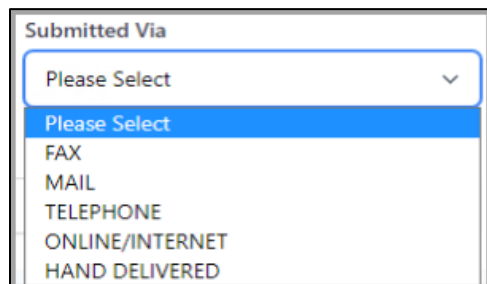 Submitted Via
Please Select
Please Select
FAX
MAIL
TELEPHONE
ONLINE/INTERNET
HAND DELIVERED